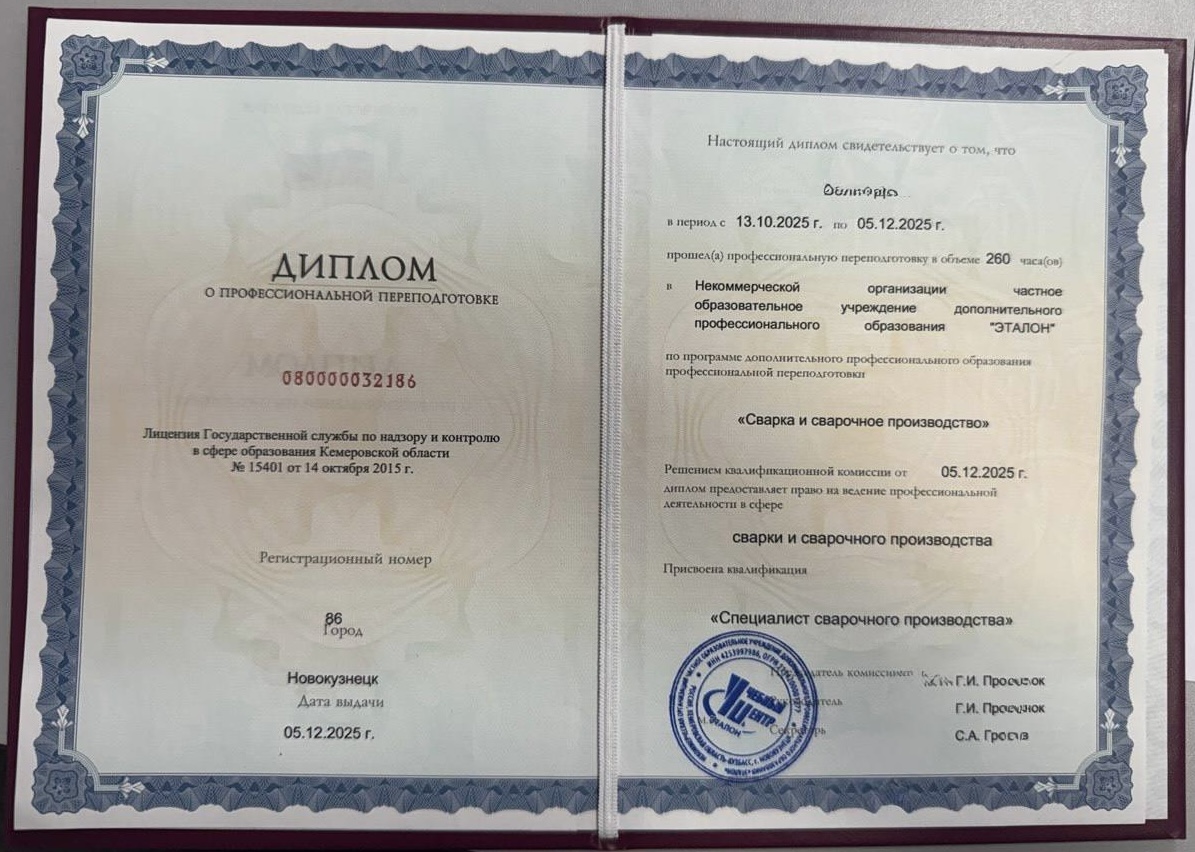 ДИПЛОМ
О ПРОФЕССИОНАЛЬНОЙ ПЕРЕПОДГОТОВКЕ
080000032186
Лицензия Государственной службы по надзору и контролю
в сфере образования Кемеровской области
№ 15401 от 14 октября 2015 г.
Регистрационный номер
86
Город
Новокузнецк
Дата выдачи
05.12.2025 г.
Настоящий диплом свидетельствует о том, что
в период с 13.10.2025 г. по 05.12.2025 г.
прошел(а) профессиональную переподготовку в объеме 260 часа(ов)
в Некоммерческой организации частное
образовательное учреждение дополнительного
профессионального образования "ЭТАЛОН"
по программе дополнительного профессионального образования
профессиональной переподготовки
«Сварка и сварочное производство»
Решением квалификационной комиссии от 05.12.2025 г.
диплом предоставляет право на ведение профессиональной
деятельности в сфере
сварки и сварочного производства
Присвоена квалификация
«Специалист сварочного производства»
Г.И.
Г.И.
С.А.
УЧЕБНЫЙ
ЦЕНТР
ЭТАЛОН